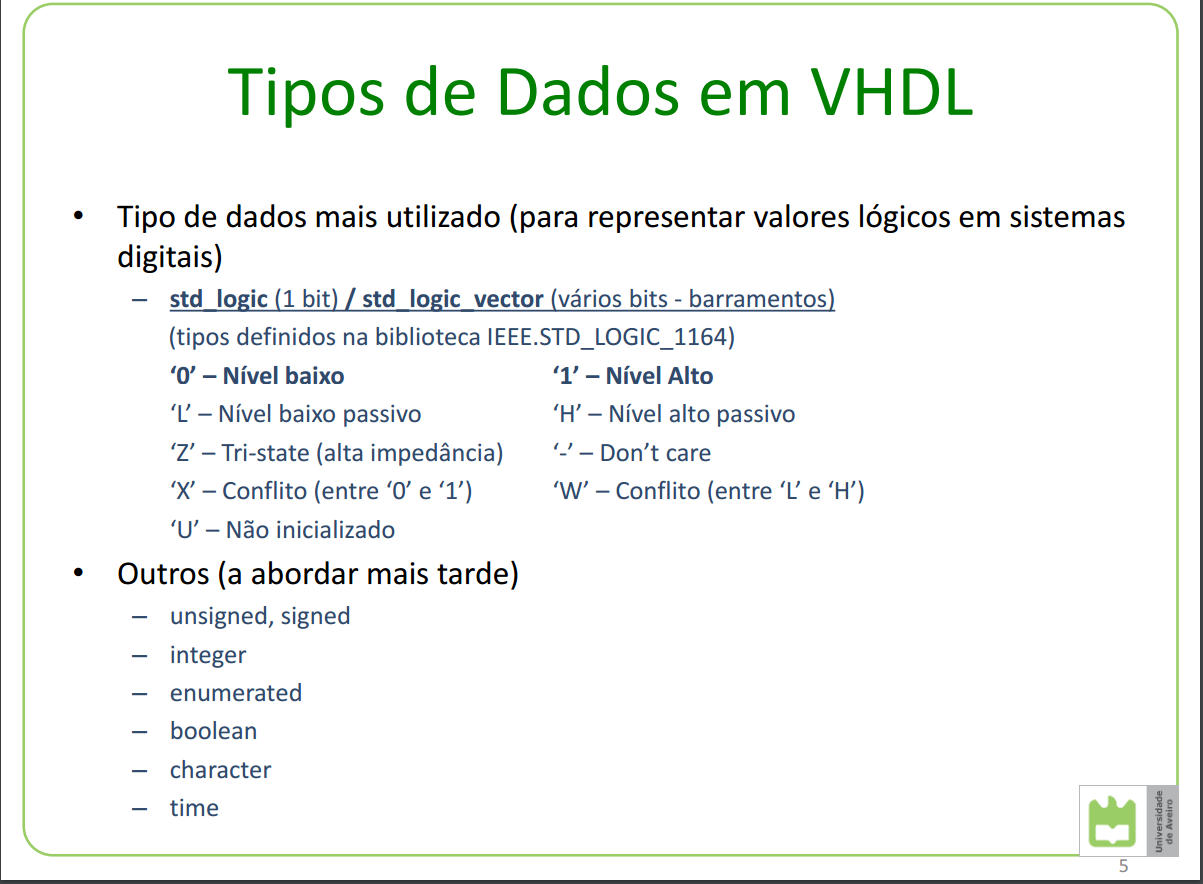 Tipos de Dados em VHDL
• Tipo de dados mais utilizado (para representar valores lógicos em sistemas
digitais)
– std_logic (1 bit) / std_logic_vector (vários bits - barramentos)
(tipos definidos na biblioteca IEEE.STD_LOGIC_1164)
‘0’ – Nível baixo ‘1’ – Nível Alto
‘L’ – Nível baixo passivo ‘H’ – Nível alto passivo
‘Z’ – Tri-state (alta impedância) ‘-’ – Don’t care
‘X’ – Conflito (entre ‘0’ e ‘1’) ‘W’ – Conflito (entre ‘L’ e ‘H’)
‘U’ – Não inicializado
• Outros (a abordar mais tarde)
– unsigned, signed
– integer
– enumerated
– boolean
– character
– time
Universidade
de Aveiro
5